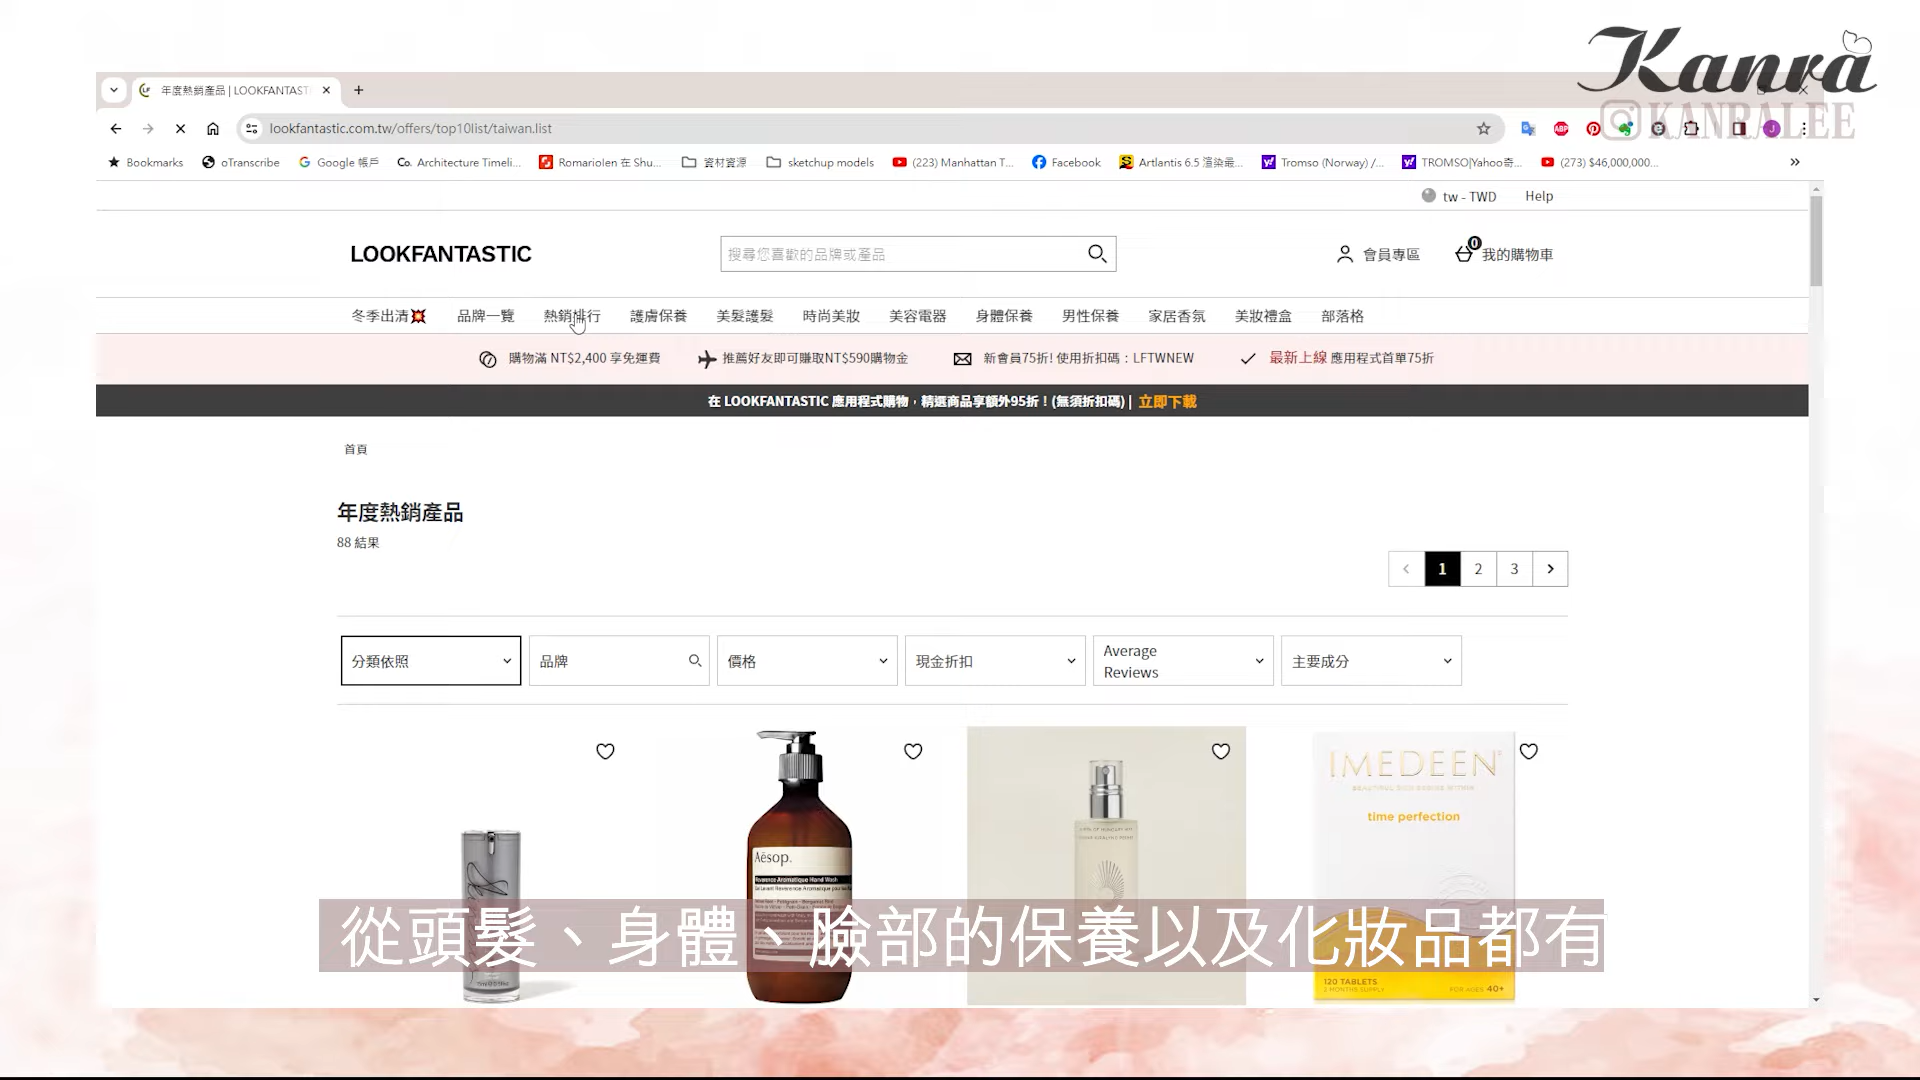 Kanra
KANRALEE
年度熱銷產品 | LOOKFANTAST
lookfantastic.com.tw/offers/top10list/taiwan.list
Bookmarks
oTranscribe
Google 帳戶
Architecture Timeli...
Romariolen 在 Shu...
資材資源
sketchup models
(223) Manhattan T...
Facebook
Artlantis 6.5 渲染最...
Tromso (Norway) /...
TROMSO|Yahoo奇...
(273) $46,000,000...
tw - TWD
Help
LOOKFANTASTIC
搜尋您喜歡的品牌或產品
會員專區
0
我的購物車
冬季出清
品牌一覽
熱銷排行
護膚保養
美髮護髮
時尚美妝
美容電器
身體保養
男性保養
家居香氛
美妝禮盒
部落格
購物滿 NT$2,400 享免運費
推薦好友即可賺取NT$590購物金
新會員75折! 使用折扣碼：LFTWNEW
最新上線 應用程式首單75折
在 LOOKFANTASTIC 應用程式購物，精選商品享額外95折！(無須折扣碼) | 立即下載
首頁
年度熱銷產品
88 結果
1
2
3
分類依照
品牌
價格
現金折扣
Average
Reviews
主要成分
Aēsop.
Reverence Aromatique Hand Wash
IMEDEEN
time perfection
120 TABLETS
2 MONTHS SUPPLY
FOR AGES 40+
從頭髮、身體、臉部的保養以及化妝品都有